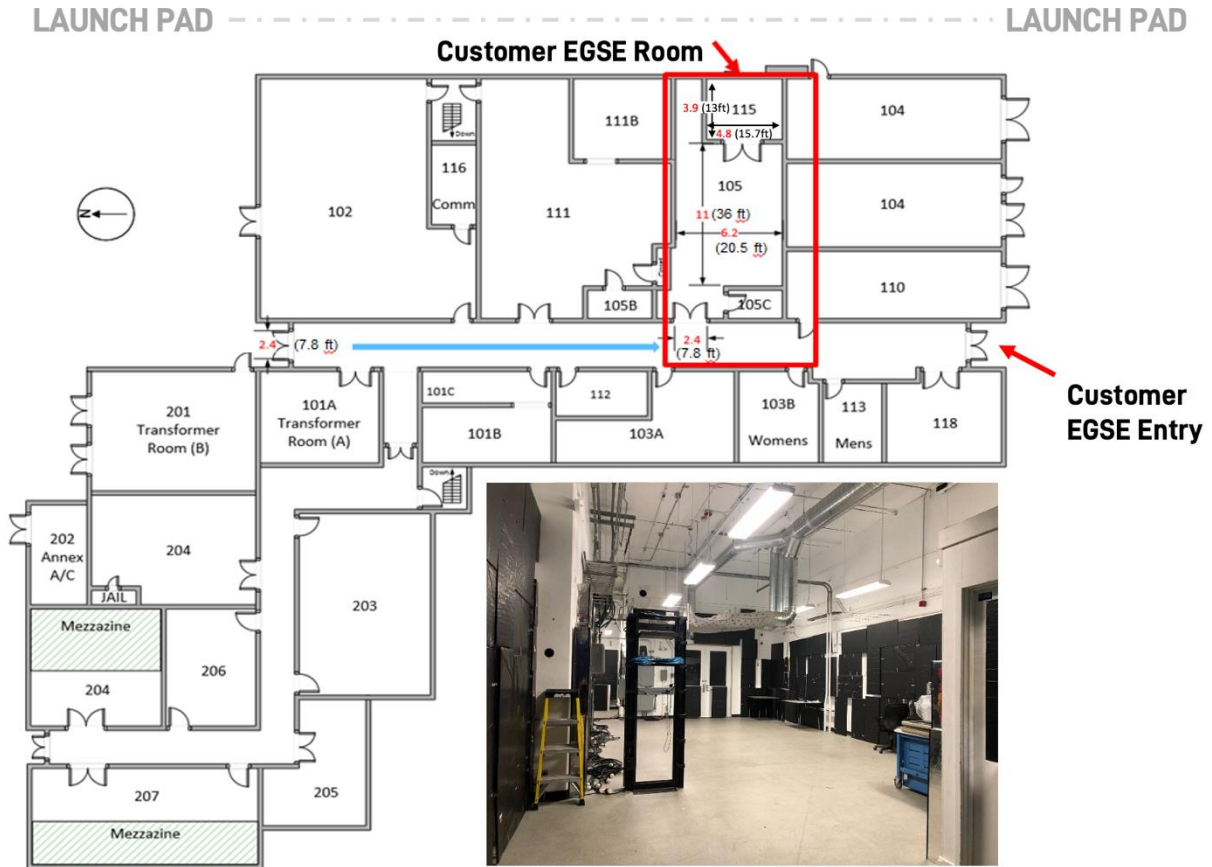 LAUNCH PAD
LAUNCH PAD
Customer EGSE Room
3.9 (13ft)
115
4.8 (15.7ft)
104
111B
116
Comm
Down
105
102
111
11 (36 ft)
6.2
(20.5 ft)
104
N
110
105B
105C
2.4
(7.8 ft)
2.4
(7.8 ft)
Customer
EGSE Entry
201
Transformer
Room (B)
101A
Transformer
Room (A)
101C
101B
112
103A
103B
Womens
113
Mens
118
Down
202
Annex
A/C
204
JAIL
203
Mezzazine
204
206
207
205
Mezzazine